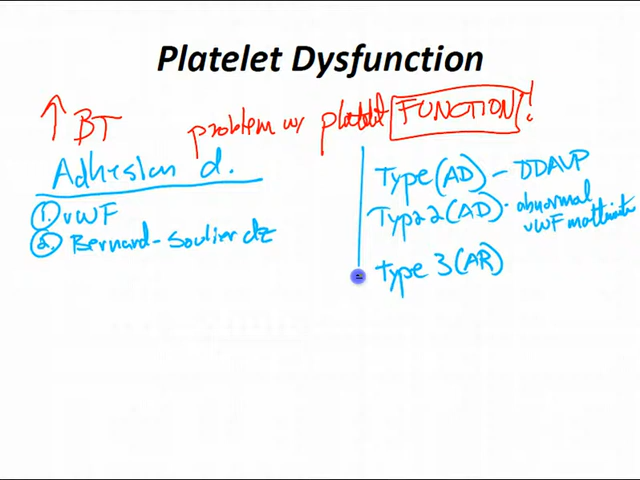 Platelet Dysfunction
↑ BT
problem w/ platelet FUNCTION!
Adhesion d.
1. vWF
2. Bernard-Soulier dz
Type (AD) - DDAVP
Type 2 (AD) · abnormal
vWF
Type 3 (AR)